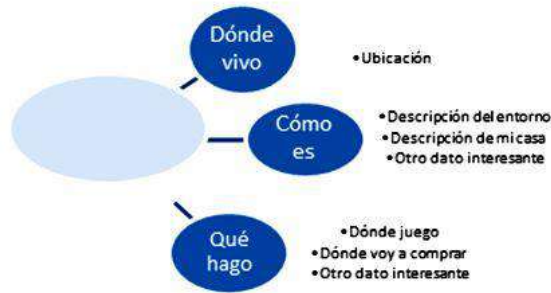 Dónde
vivo
•Ubicación
Cómo
es
•Descripción del entorno
•Descripción de mi casa
•Otro dato interesante
Qué
hago
•Dónde juego
•Dónde voy a comprar
•Otro dato interesante